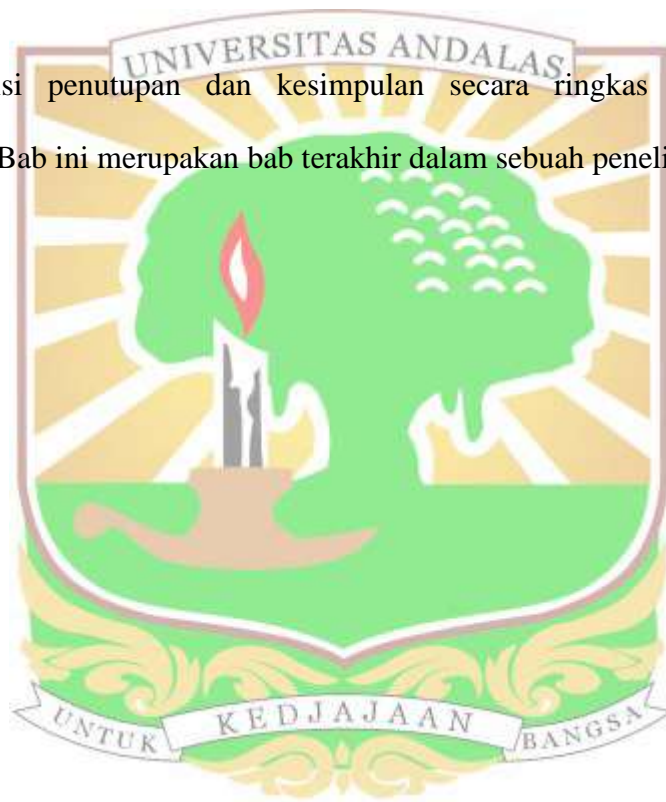 UNIVERSITAS ANDALAS
si penutupan dan kesimpulan secara ringkas
Bab ini merupakan bab terakhir dalam sebuah peneli
UNTUK KEDJAJAAN BANGSA